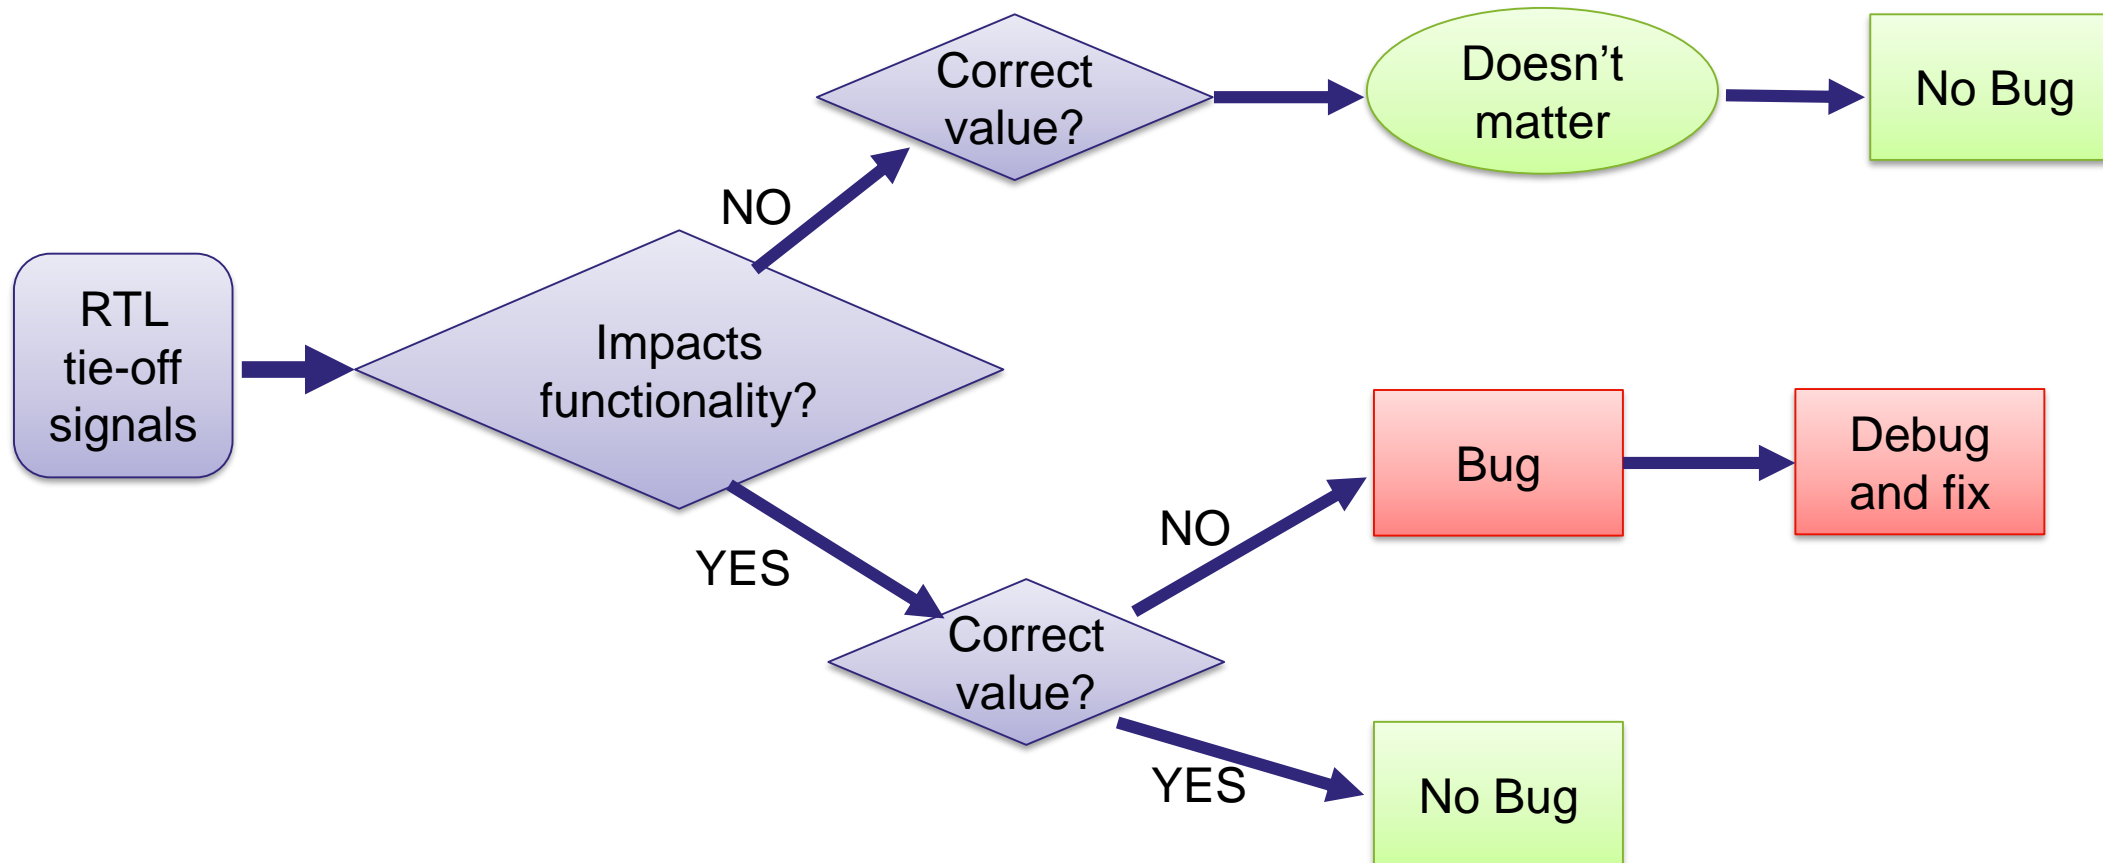 Correct
value?
Doesn’t
matter
No Bug
NO
RTL
tie-off
signals
Impacts
functionality?
YES
NO
Bug
Debug
and fix
Correct
value?
YES
No Bug